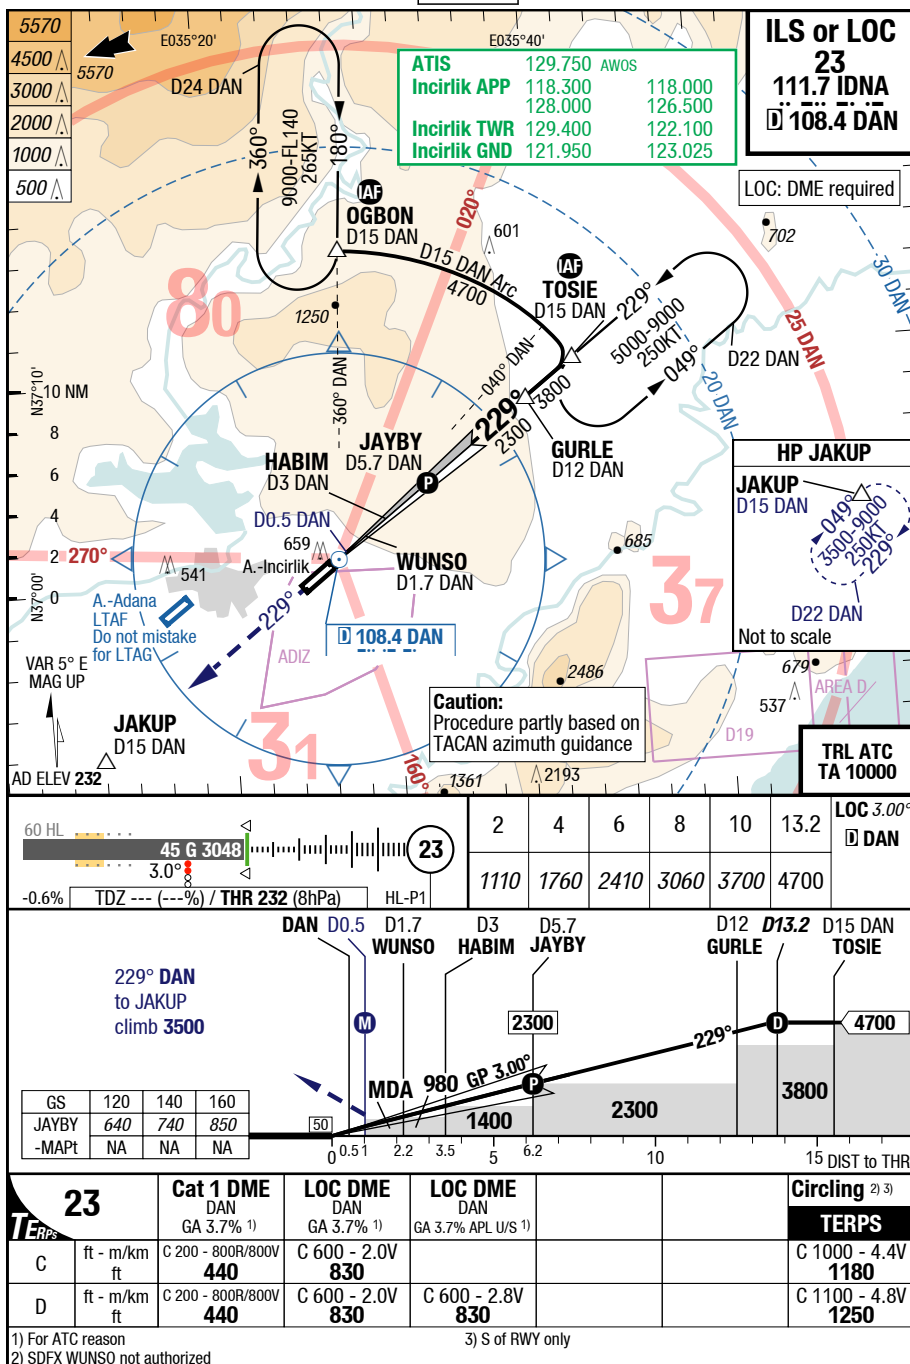 5570
4500
3000
2000
1000
500
5570
E035°20'
E035°40'
D24 DAN
360°
9000-FL140
265KT
180°
ATIS 129.750 AWOS
Incirlik APP 118.300 118.000
128.000 126.500
Incirlik TWR 129.400 122.100
Incirlik GND 121.950 123.025
ILS or LOC
23
111.7 IDNA
D 108.4 DAN
LOC: DME required
IAF
OGBON
D15 DAN
020°
601
702
D15 DAN Arc
4700
IAF
TOSIE
D15 DAN
229°
5000-9000
250KT
049°
D22 DAN
30 DAN
25 DAN
20 DAN
80
1250
360° DAN
040° DAN
3800
229°
2300
N37°10'
10 NM
8
6
4
2
0
N37°00'
JAYBY
D5.7 DAN
GURLE
D12 DAN
HABIM
D3 DAN
P
D0.5 DAN
659
A.-Incirlik
WUNSO
D1.7 DAN
270°
541
685
37
HP JAKUP
JAKUP
D15 DAN
049°
3500-9000
250KT
229°
D22 DAN
Not to scale
A.-Adana
LTAF
Do not mistake
for LTAG
229°
D 108.4 DAN
ADIZ
VAR 5° E
MAG UP
2486
679
537
AREA D
D19
Caution:
Procedure partly based on
TACAN azimuth guidance
JAKUP
D15 DAN
31
160°
1361
2193
AD ELEV 232
TRL ATC
TA 10000
60 HL
45 G 3048
23
3.0°
-0.6%
TDZ --- (---%) / THR 232 (8hPa)
HL-P1
2 4 6 8 10 13.2 LOC 3.00°
D DAN
1110 1760 2410 3060 3700 4700
DAN D0.5 D1.7 D3 D5.7 D12 D13.2 D15 DAN
WUNSO HABIM JAYBY GURLE TOSIE
229° DAN
to JAKUP
climb 3500
M
2300
229°
D
4700
MDA 980 GP 3.00° P
1400
2300
3800
GS 120 140 160
JAYBY 640 740 850
-MAPt NA NA NA
50
0 0.5 1 2.2 3.5 5 6.2 10 15 DIST to THR
TERPs
23
Cat 1 DME
DAN
GA 3.7% 1)
LOC DME
DAN
GA 3.7% 1)
LOC DME
DAN
GA 3.7% APL U/S 1)
Circling 2) 3)
TERPS
C ft - m/km C 200 - 800R/800V C 600 - 2.0V C 1000 - 4.4V
ft 440 830 1180
D ft - m/km C 200 - 800R/800V C 600 - 2.0V C 600 - 2.8V C 1100 - 4.8V
ft 440 830 830 1250
1) For ATC reason
3) S of RWY only
2) SDFX WUNSO not authorized